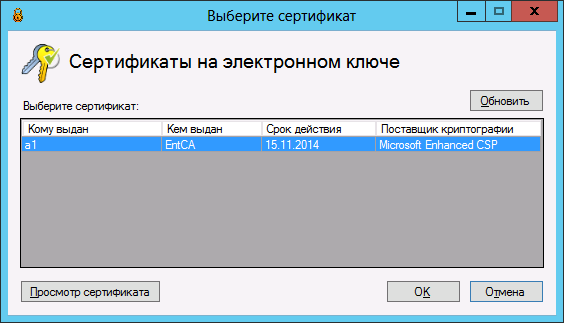 Выберите сертификат
Сертификаты на электронном ключе
Выберите сертификат:
Обновить
Кому выдан Кем выдан Срок действия Поставщик криптографии
a1 EntCA 15.11.2014 Microsoft Enhanced CSP
Просмотр сертификата ОК Отмена